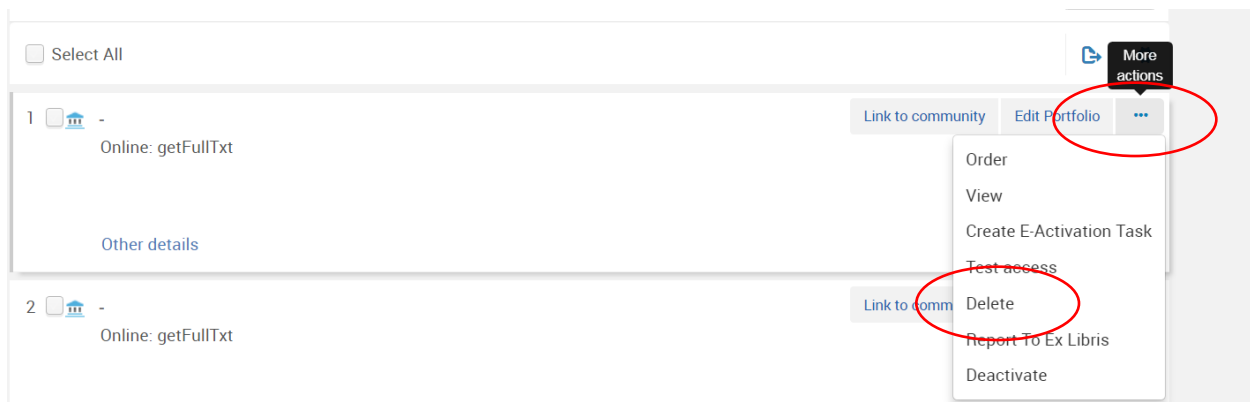 Select All
More
actions
1 -
Link to community Edit Portfolio •••
Online: getFullTxt
Order
View
Create E-Activation Task
Other details
Test access
2 -
Link to comm
Delete
Online: getFullTxt
Report To Ex Libris
Deactivate